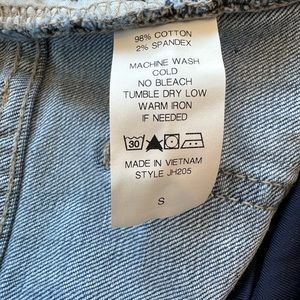 98% COTTON
2% SPANDEX
MACHINE WASH
COLD
NO BLEACH
TUMBLE DRY LOW
WARM IRON
IF NEEDED
30
MADE IN VIETNAM
STYLE JH205
S